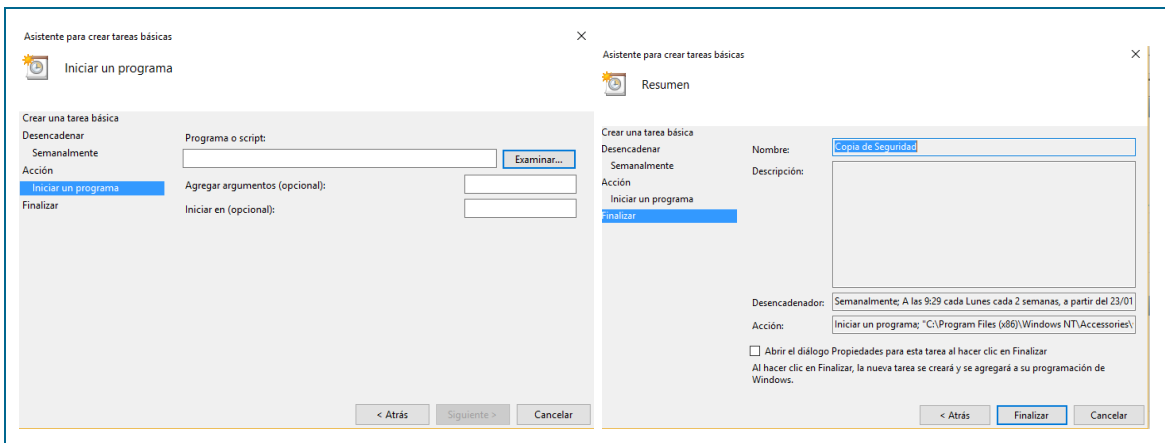 Asistente para crear tareas básicas
Iniciar un programa
Crear una tarea básica
Desencadenar
Semanalmente
Acción
Iniciar un programa
Finalizar
Programa o script:
Examinar...
Agregar argumentos (opcional):
Iniciar en (opcional):
< Atrás
Siguiente >
Cancelar
Asistente para crear tareas básicas
Resumen
Crear una tarea básica
Desencadenar
Semanalmente
Acción
Iniciar un programa
Finalizar
Nombre:
Copia de Seguridad
Descripción:
Desencadenador:
Semanalmente; A las 9:29 cada Lunes cada 2 semanas, a partir del 23/01
Acción:
Iniciar un programa; "C:\Program Files (x86)\Windows NT\Accessories\
Abrir el diálogo Propiedades para esta tarea al hacer clic en Finalizar
Al hacer clic en Finalizar, la nueva tarea se creará y se agregará a su programación de
Windows.
< Atrás
Finalizar
Cancelar